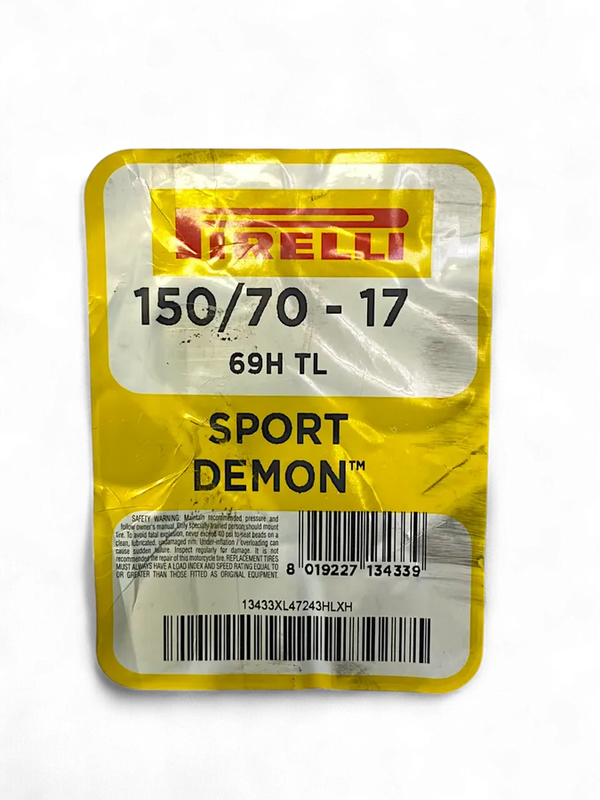 PIRELLI
150/70 - 17
69H TL
SPORT
DEMON™
SAFETY WARNING: Maintain recommended pressure and
follow owner's manual, only specially trained person should mount
tire. To avoid fatal explosion, never exceed 40 psi to seat beads on a
clean, lubricated, undamaged rim. Under-inflation / overloading can
cause sudden failure. Inspect regularly for damage. It is not
recommended the repair of this motorcycle tire. REPLACEMENT TIRES
MUST ALWAYS HAVE A LOAD INDEX AND SPEED RATING EQUAL TO
OR GREATER THAN THOSE FITTED AS ORIGINAL EQUIPMENT.
8 019227 134339
13433XL47243HLXH